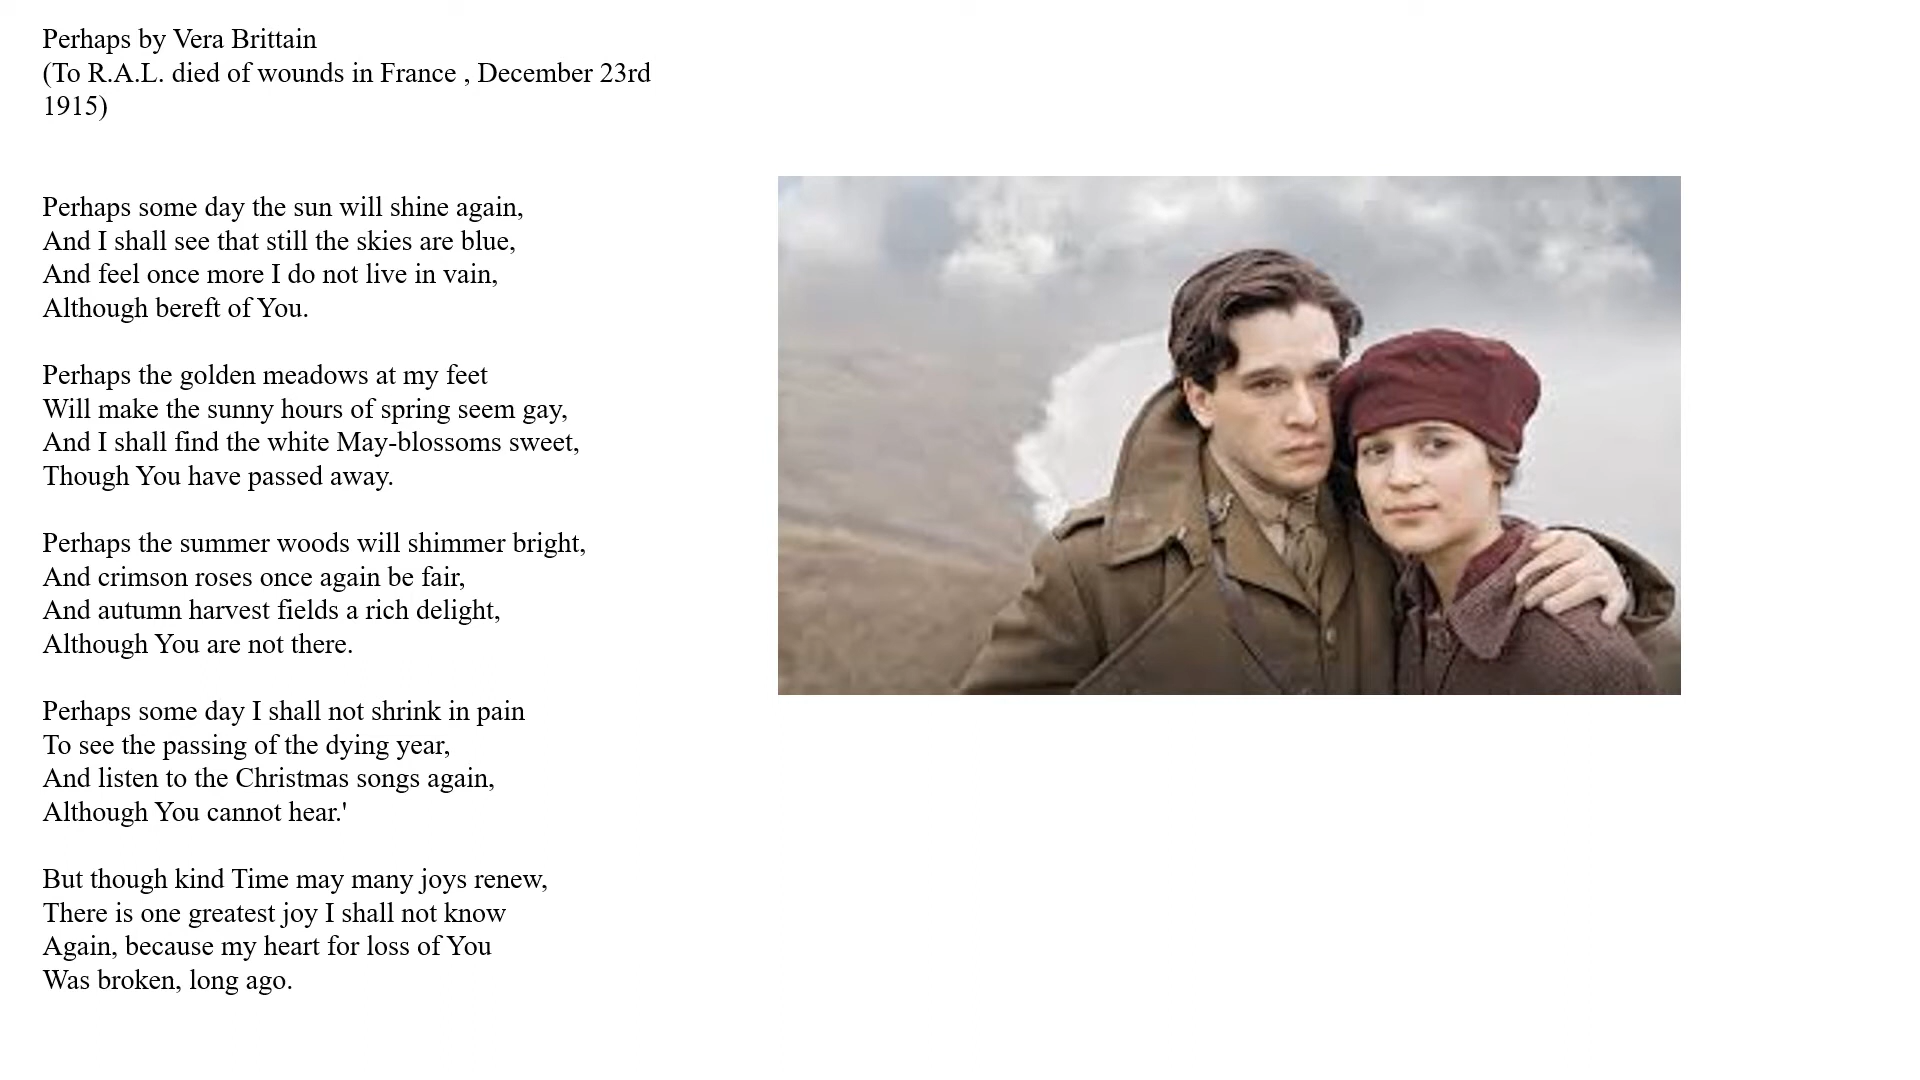 Perhaps by Vera Brittain
(To R.A.L. died of wounds in France , December 23rd
1915)
Perhaps some day the sun will shine again,
And I shall see that still the skies are blue,
And feel once more I do not live in vain,
Although bereft of You.
Perhaps the golden meadows at my feet
Will make the sunny hours of spring seem gay,
And I shall find the white May-blossoms sweet,
Though You have passed away.
Perhaps the summer woods will shimmer bright,
And crimson roses once again be fair,
And autumn harvest fields a rich delight,
Although You are not there.
Perhaps some day I shall not shrink in pain
To see the passing of the dying year,
And listen to the Christmas songs again,
Although You cannot hear.'
But though kind Time may many joys renew,
There is one greatest joy I shall not know
Again, because my heart for loss of You
Was broken, long ago.